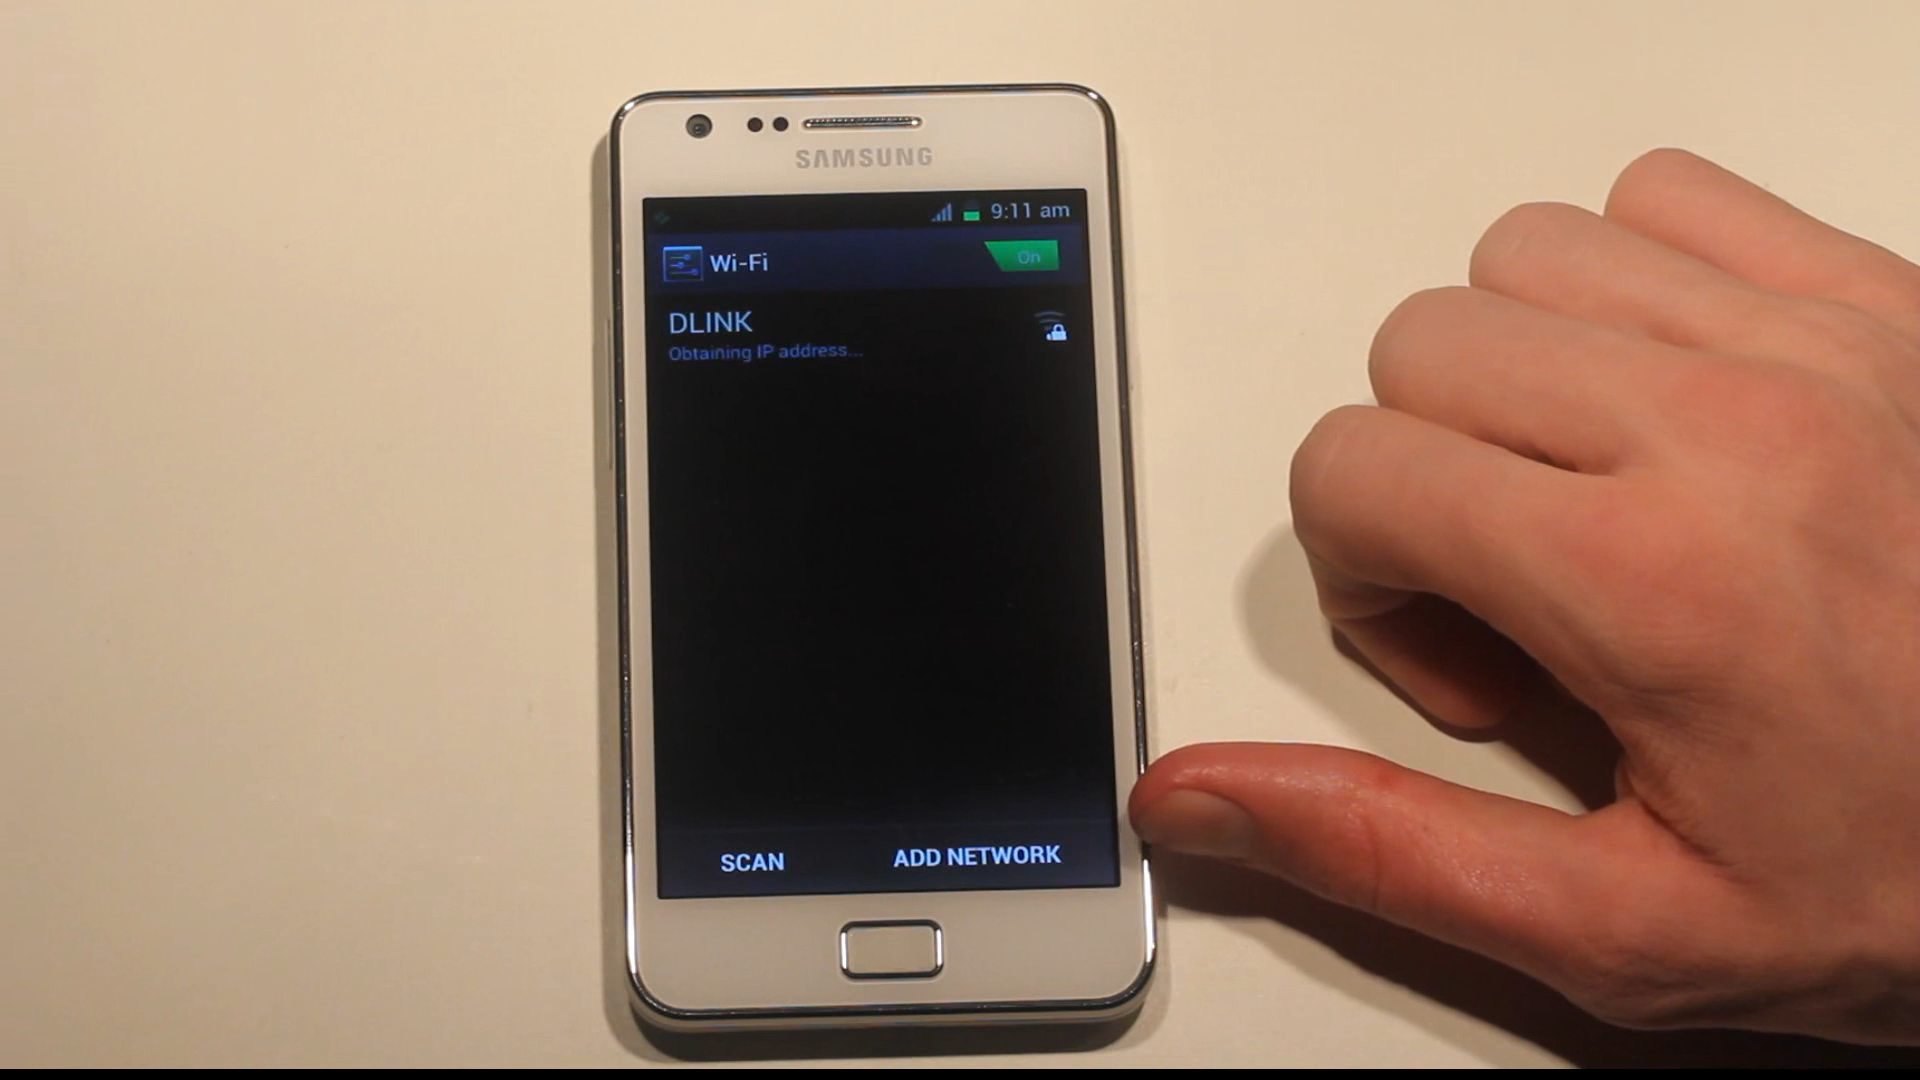 SAMSUNG
9:11 am
Wi-Fi
On
DLINK
Obtaining IP address...
SCAN
ADD NETWORK